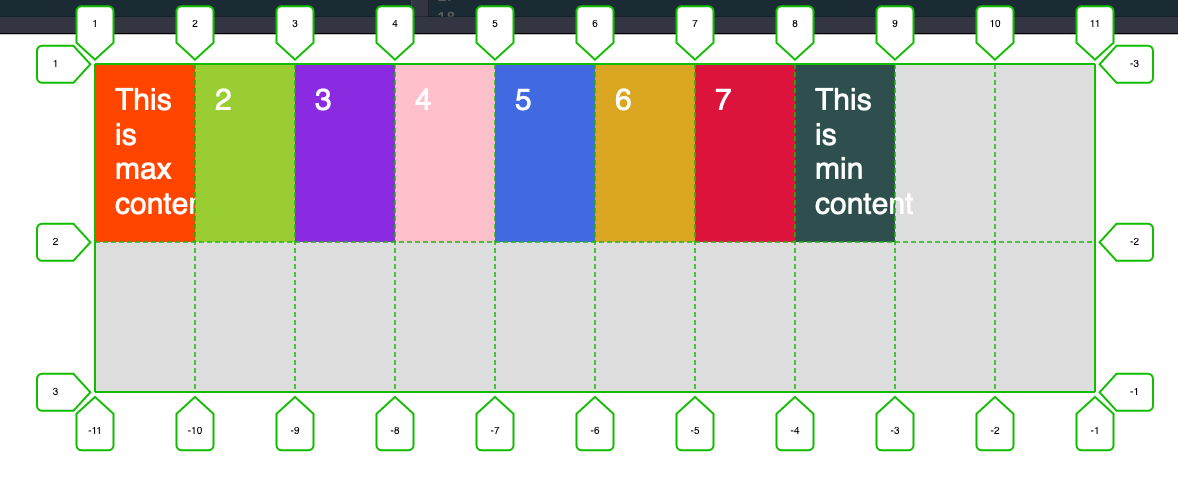 1 2 3 4 5 6 7 8 9 10 11
1 -3
This 2 3 4 5 6 7 This
is is
max min
conten content
2 -2
3 -1
-11 -10 -9 -8 -7 -6 -5 -4 -3 -2 -1